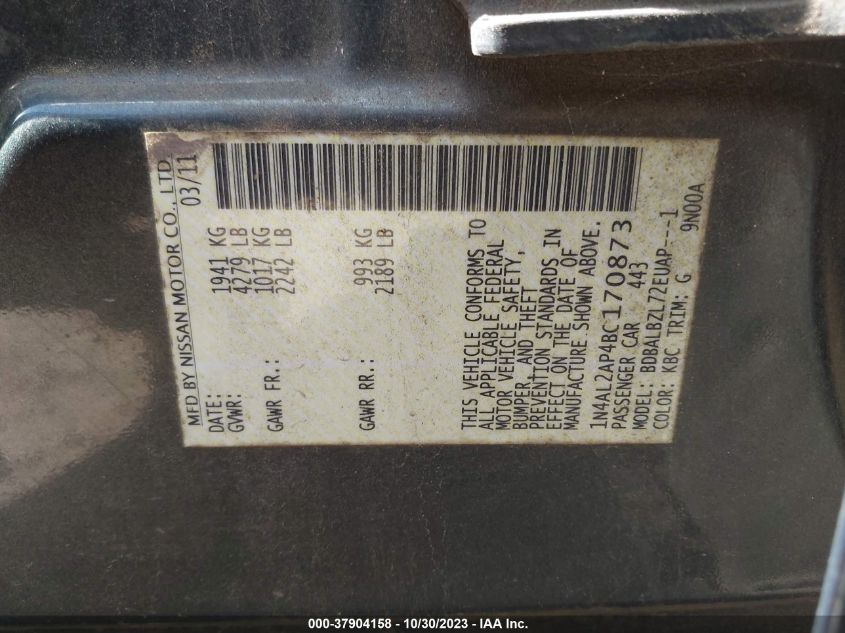 MFD BY NISSAN MOTOR CO., LTD.
DATE: 03/11
GVWR: 1941 KG
4279 LB
GAWR FR.: 1017 KG
2242 LB
GAWR RR.: 993 KG
2189 LB
THIS VEHICLE CONFORMS TO
ALL APPLICABLE FEDERAL
MOTOR VEHICLE SAFETY,
BUMPER, AND THEFT
PREVENTION STANDARDS IN
EFFECT ON THE DATE OF
MANUFACTURE SHOWN ABOVE.
1N4AL2AP4BC170873
PASSENGER CAR 443
MODEL: BDBALBZL72EUAP---1
COLOR: KBC TRIM: G 9N00A
000-37904158 - 10/30/2023 - IAA Inc.